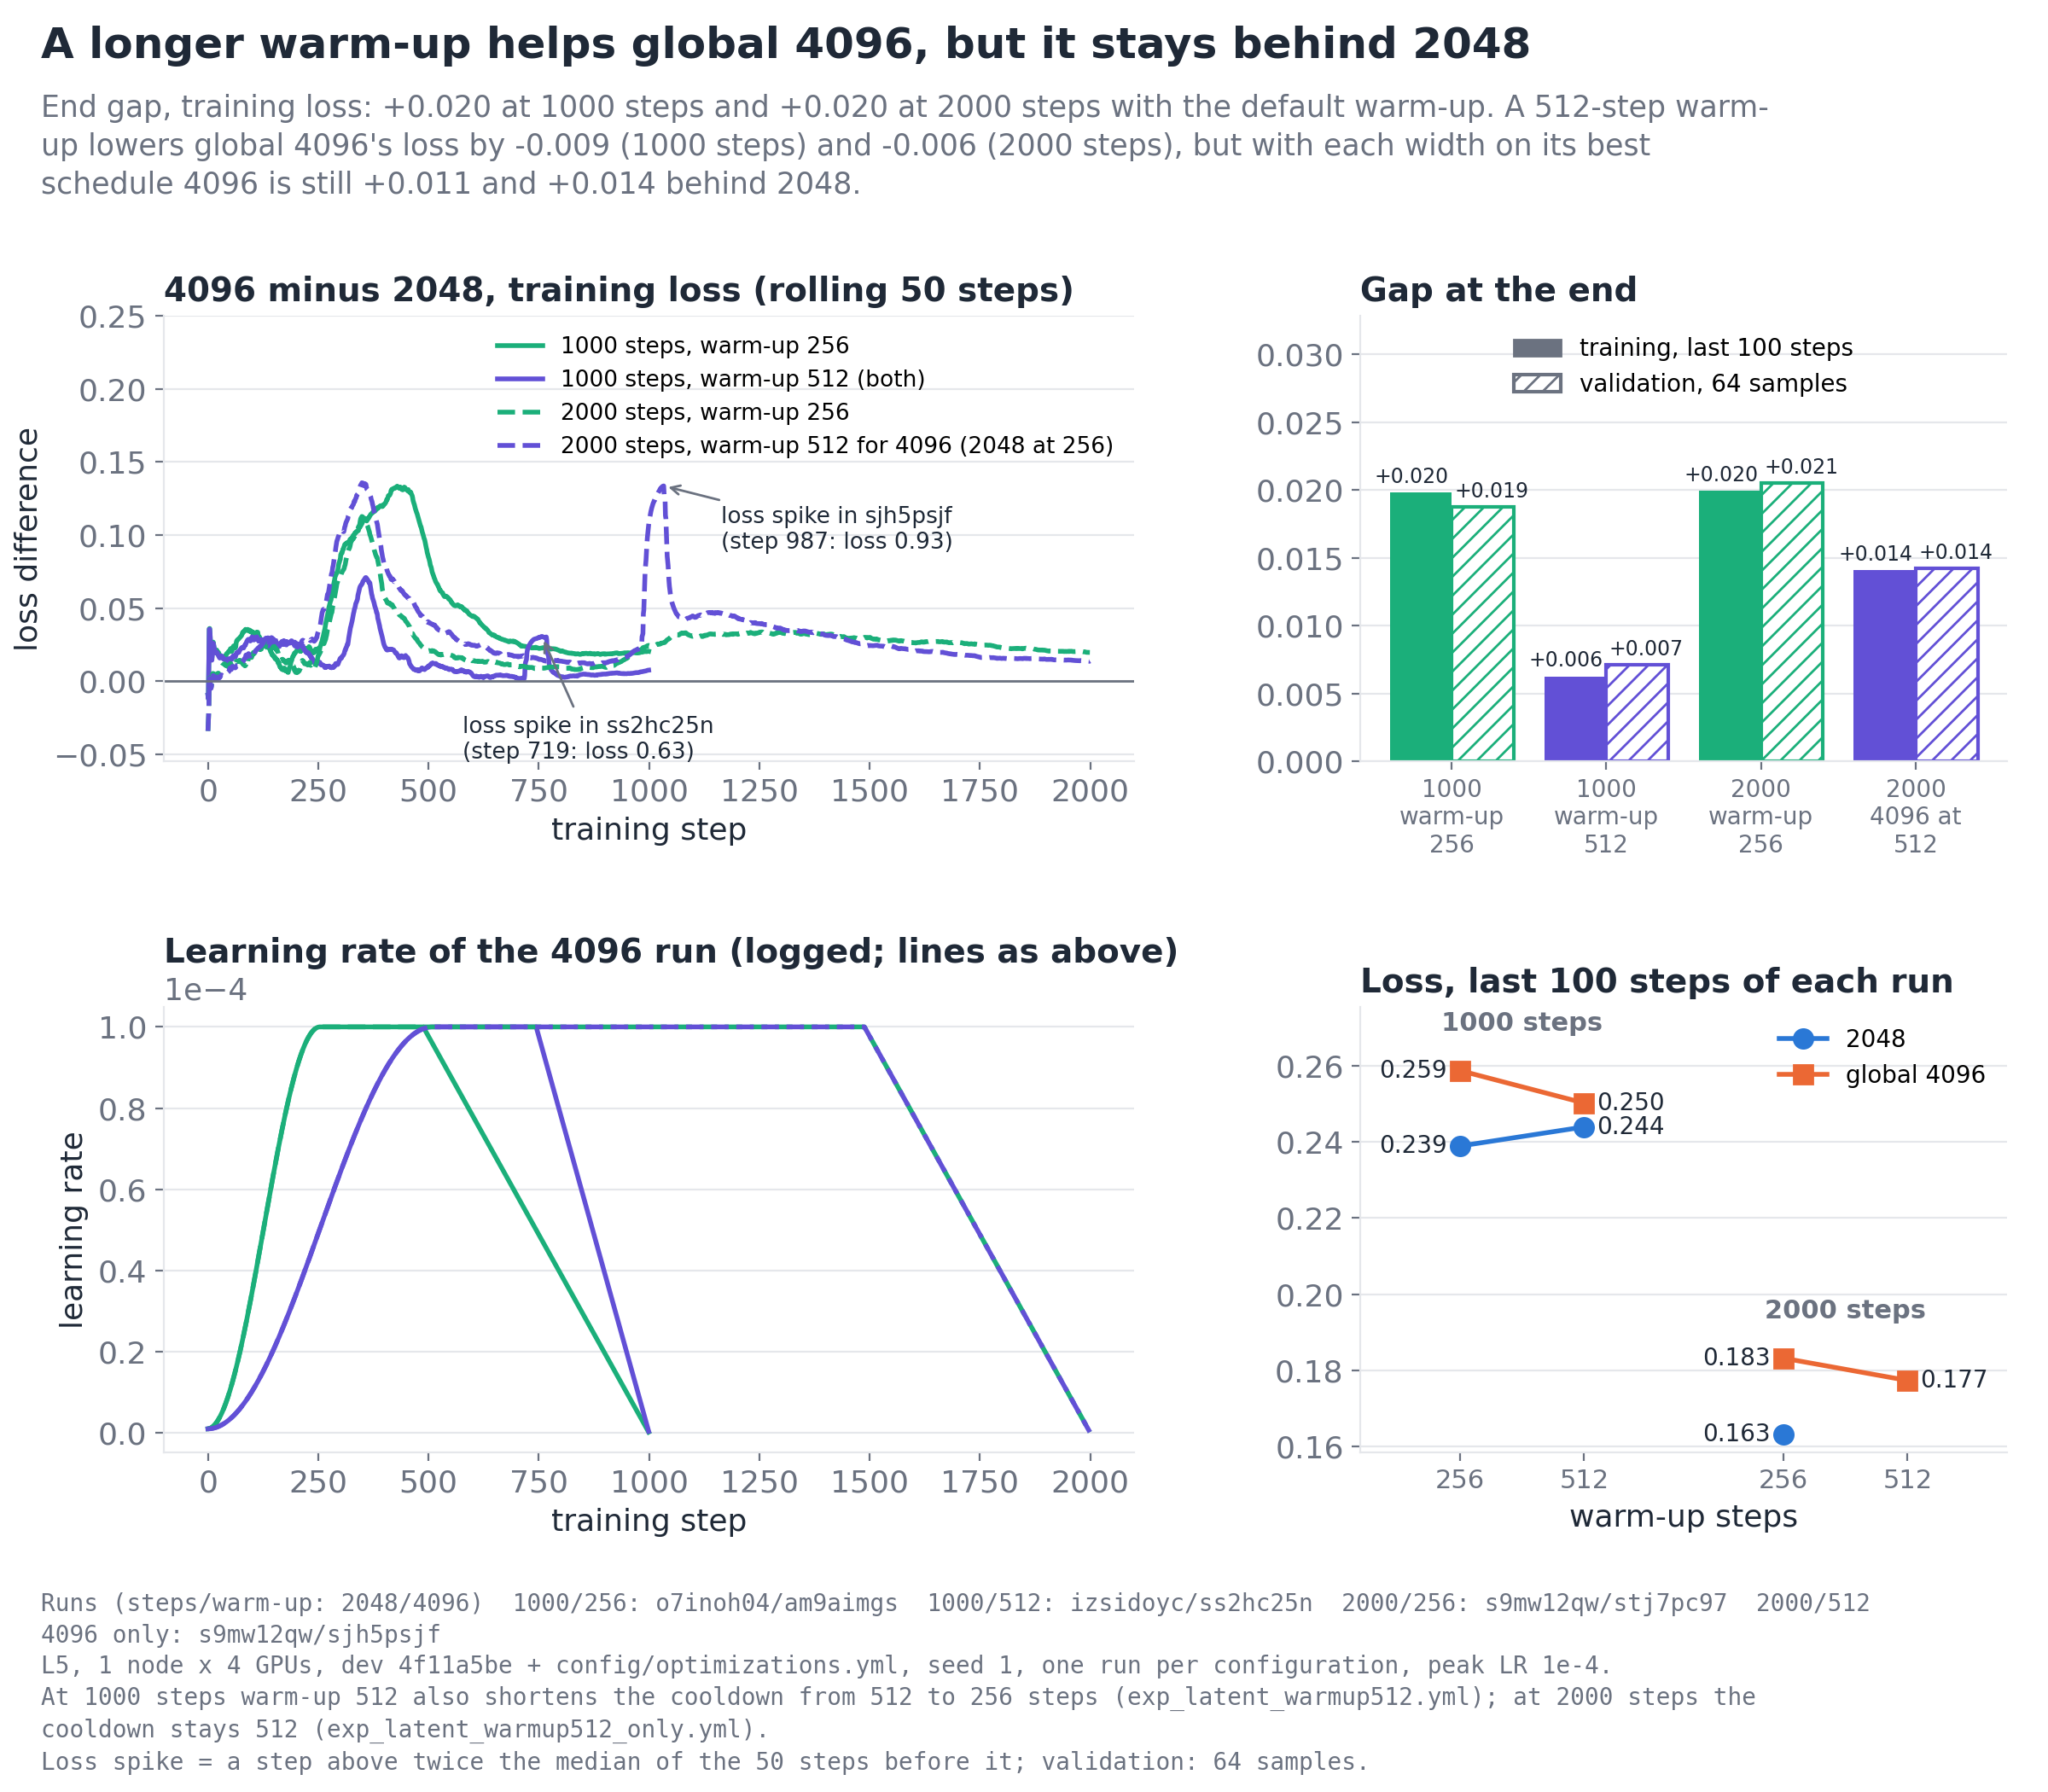 A longer warm-up helps global 4096, but it stays behind 2048
End gap, training loss: +0.020 at 1000 steps and +0.020 at 2000 steps with the default warm-up. A 512-step warm-
up lowers global 4096's loss by -0.009 (1000 steps) and -0.006 (2000 steps), but with each width on its best
schedule 4096 is still +0.011 and +0.014 behind 2048.
4096 minus 2048, training loss (rolling 50 steps)
0.25
0.20
0.15
0.10
0.05
0.00
−0.05
loss difference
1000 steps, warm-up 256
1000 steps, warm-up 512 (both)
2000 steps, warm-up 256
2000 steps, warm-up 512 for 4096 (2048 at 256)
loss spike in sjh5psjf
(step 987: loss 0.93)
loss spike in ss2hc25n
(step 719: loss 0.63)
0 250 500 750 1000 1250 1500 1750 2000
training step
Gap at the end
training, last 100 steps
validation, 64 samples
0.030
0.025
0.020
0.015
0.010
0.005
0.000
+0.020 +0.019
+0.006 +0.007
+0.020 +0.021
+0.014 +0.014
1000
warm-up
256
1000
warm-up
512
2000
warm-up
256
2000
4096 at
512
Learning rate of the 4096 run (logged; lines as above)
1e−4
1.0
0.8
0.6
0.4
0.2
0.0
learning rate
0 250 500 750 1000 1250 1500 1750 2000
training step
Loss, last 100 steps of each run
1000 steps
2048
global 4096
0.26
0.24
0.22
0.20
0.18
0.16
0.259
0.250
0.244
0.239
2000 steps
0.183
0.177
0.163
256 512 256 512
warm-up steps
Runs (steps/warm-up: 2048/4096)  1000/256: o7inoh04/am9aimgs  1000/512: izsidoyc/ss2hc25n  2000/256: s9mw12qw/stj7pc97  2000/512
4096 only: s9mw12qw/sjh5psjf
L5, 1 node x 4 GPUs, dev 4f11a5be + config/optimizations.yml, seed 1, one run per configuration, peak LR 1e-4.
At 1000 steps warm-up 512 also shortens the cooldown from 512 to 256 steps (exp_latent_warmup512.yml); at 2000 steps the
cooldown stays 512 (exp_latent_warmup512_only.yml).
Loss spike = a step above twice the median of the 50 steps before it; validation: 64 samples.